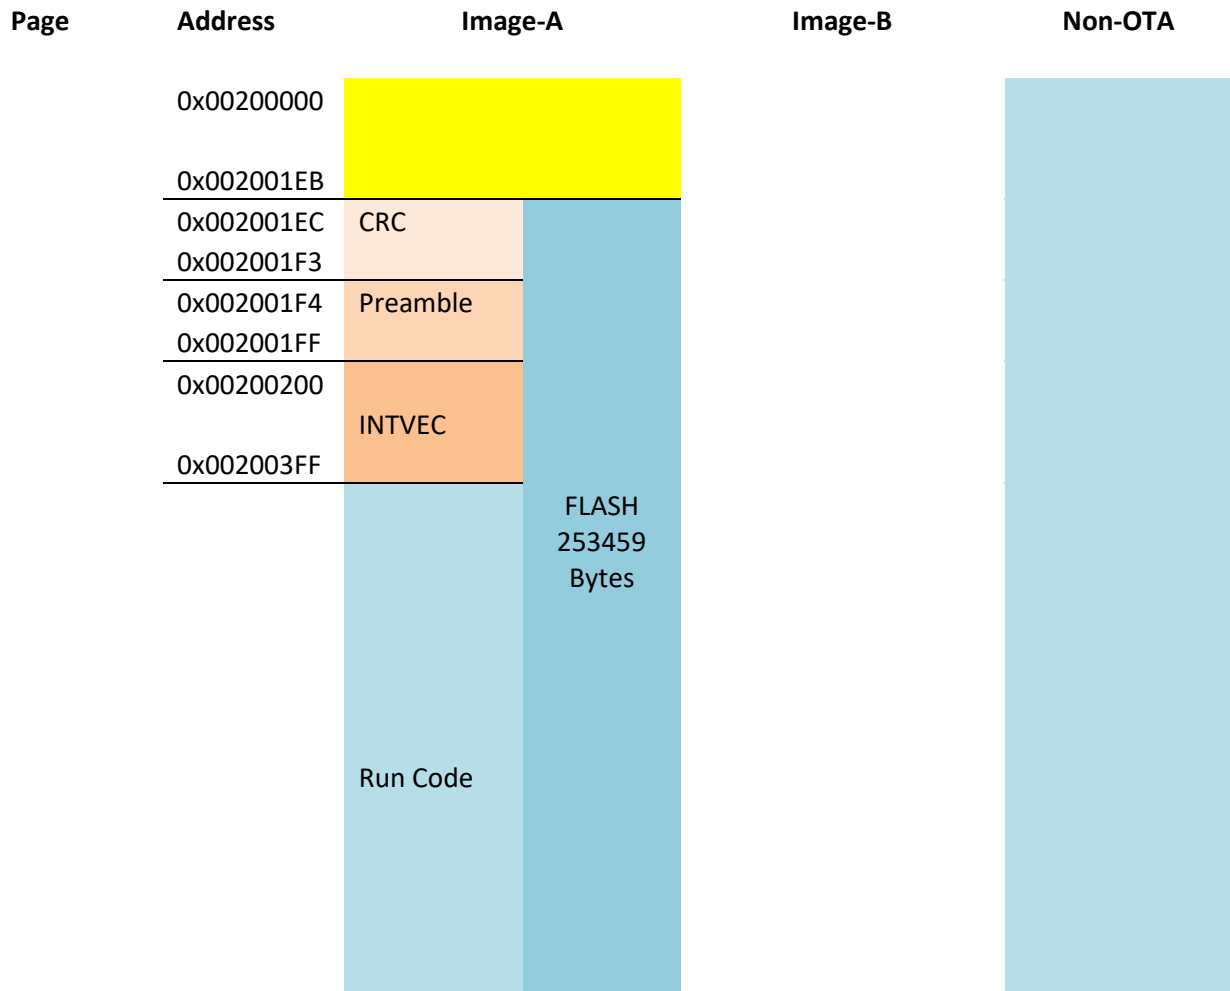 Page Address Image-A Image-B Non-OTA
0x00200000
0x002001EB
0x002001EC CRC
0x002001F3
0x002001F4 Preamble
0x002001FF
0x00200200
INTVEC
0x002003FF
FLASH
253459
Bytes
Run Code